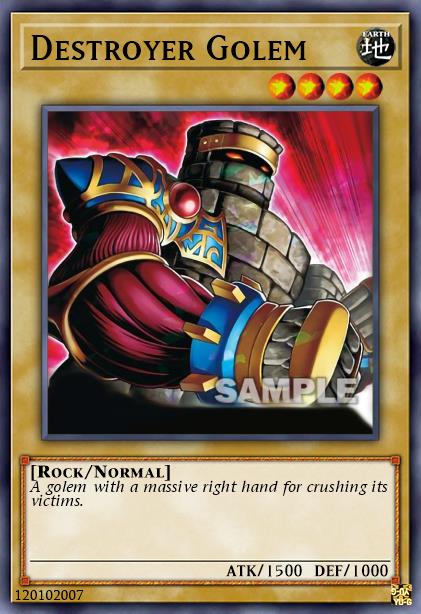 Destroyer Golem
EARTH
地
SAMPLE
[Rock/Normal]
A golem with a massive right hand for crushing its
victims.
ATK/1500 DEF/1000
120102007